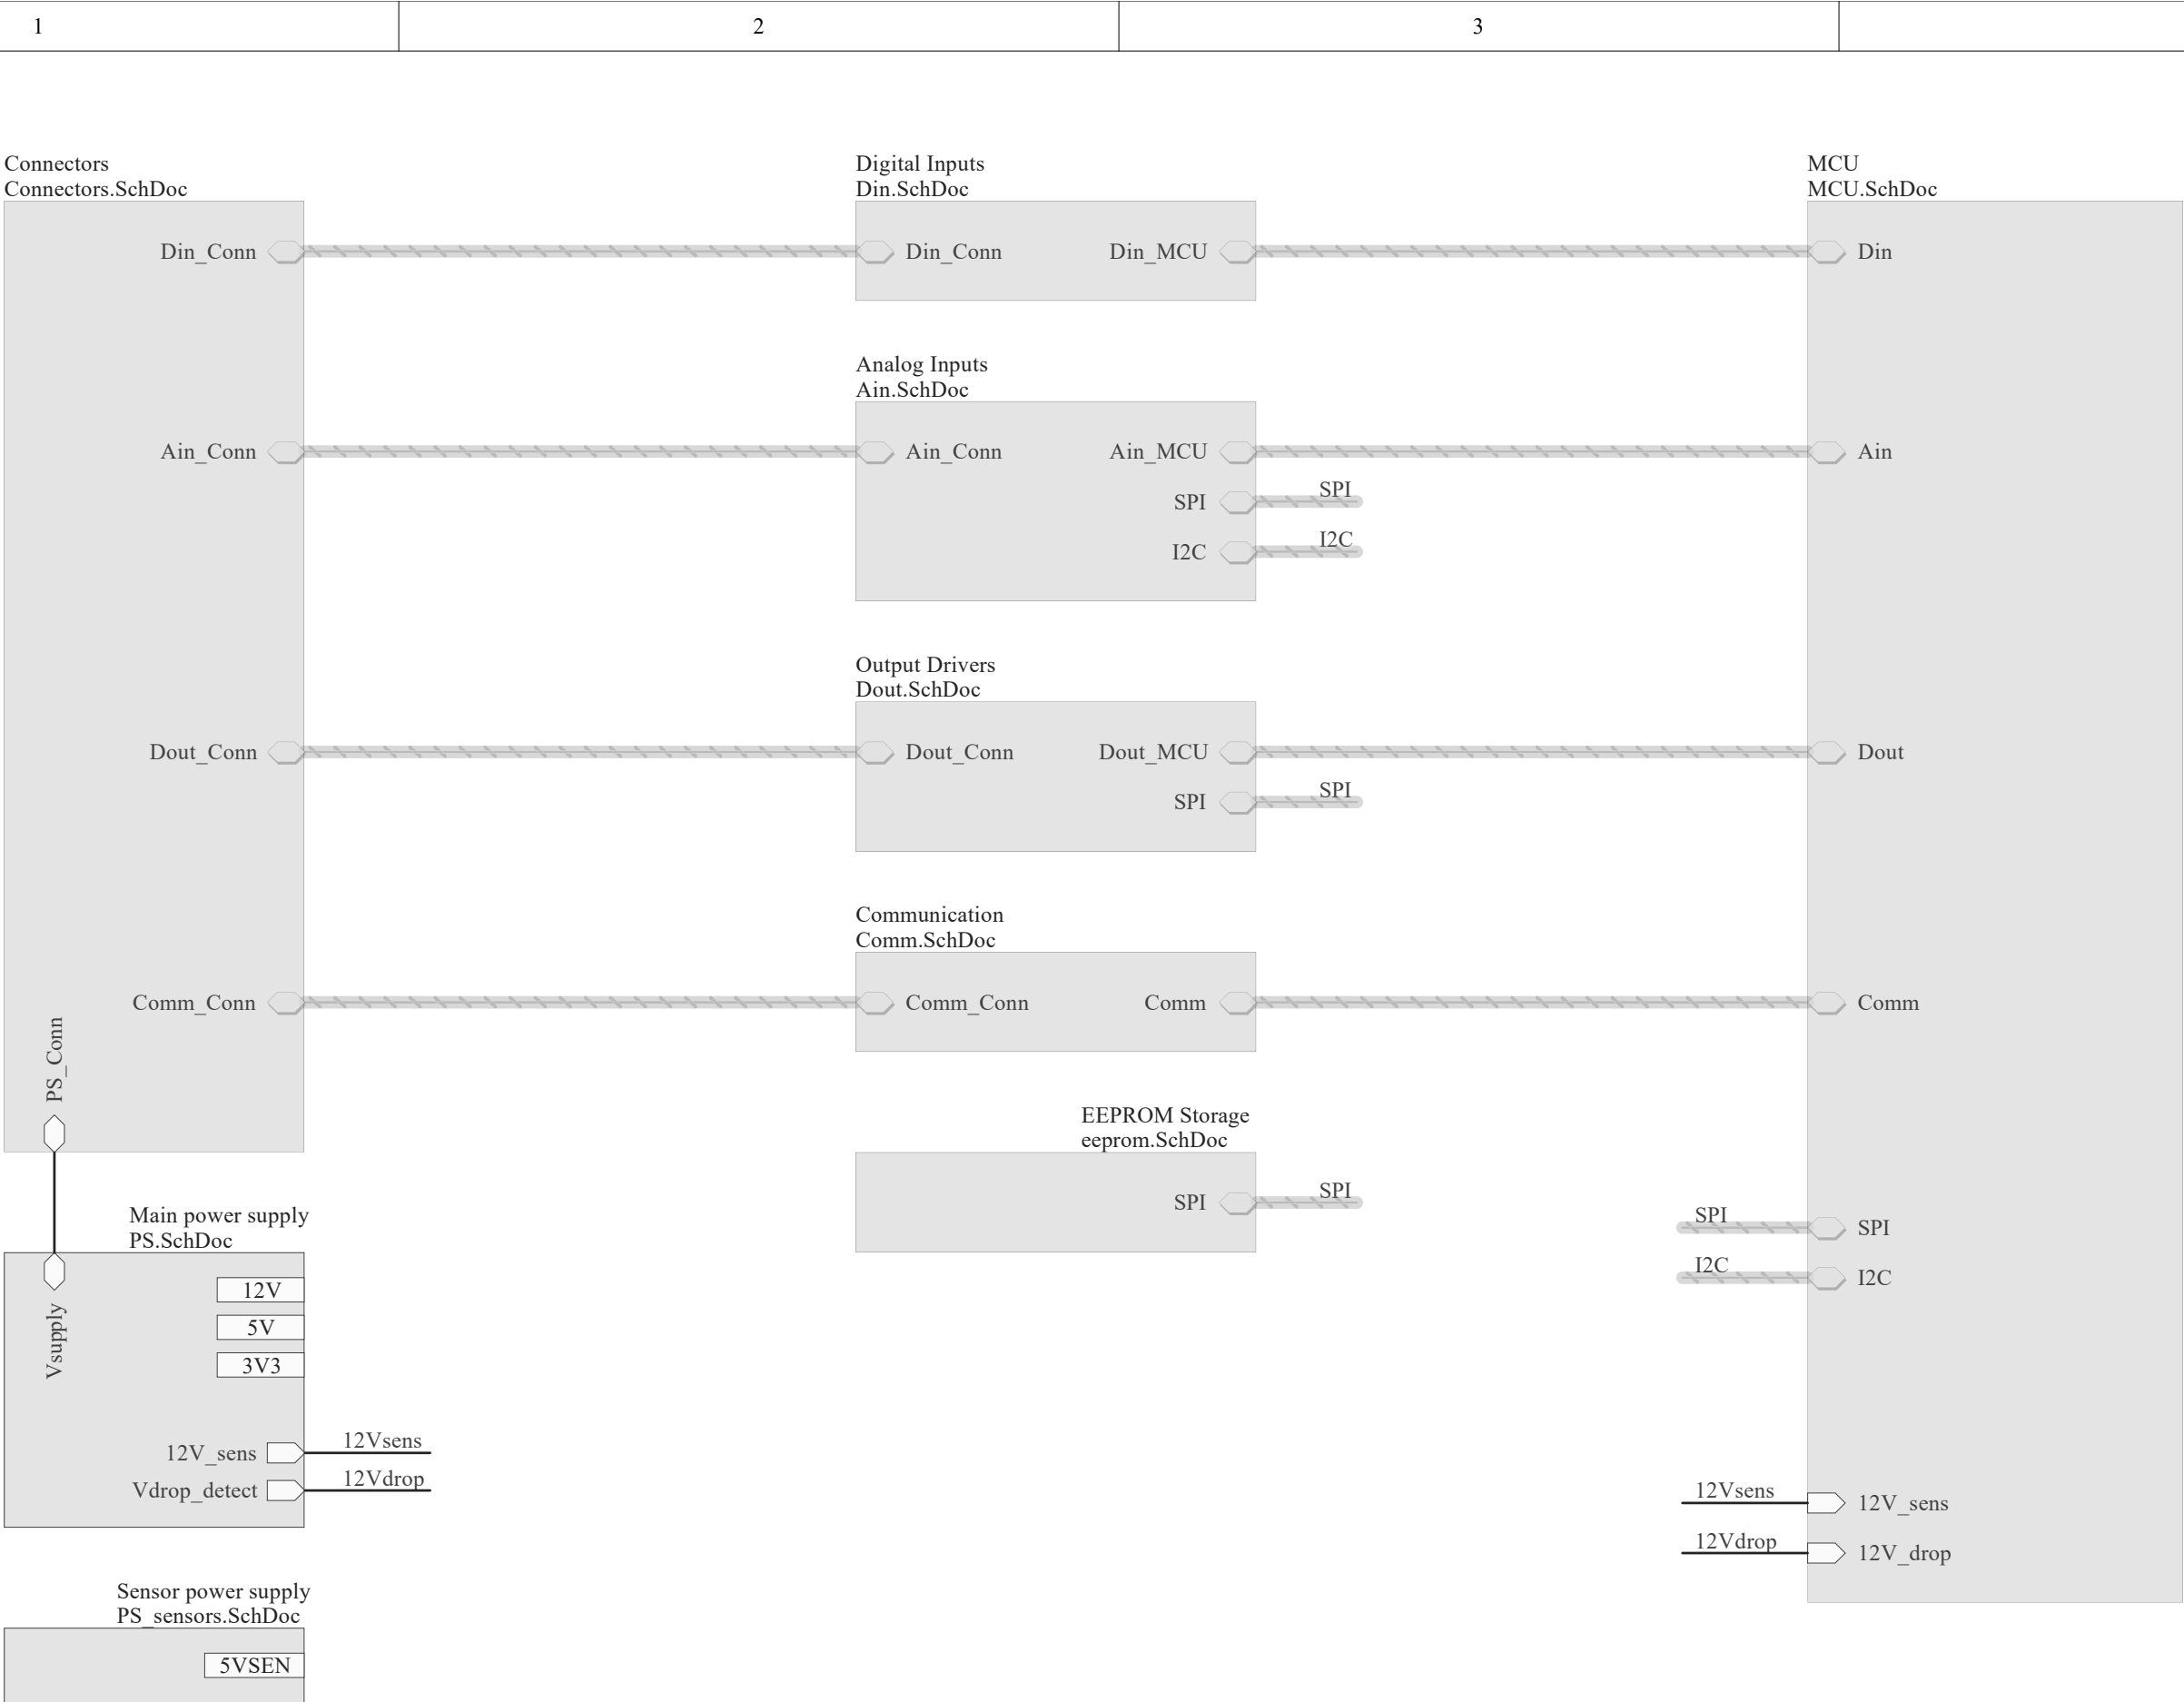 1
2
3
Connectors
Connectors.SchDoc
Din_Conn
Ain_Conn
Dout_Conn
Comm_Conn
PS_Conn
Main power supply
PS.SchDoc
Vsupply
12V
5V
3V3
12V_sens
12Vsens
Vdrop_detect
12Vdrop
Sensor power supply
PS_sensors.SchDoc
5VSEN
Digital Inputs
Din.SchDoc
Din_Conn
Din_MCU
Analog Inputs
Ain.SchDoc
Ain_Conn
Ain_MCU
SPI
SPI
I2C
I2C
Output Drivers
Dout.SchDoc
Dout_Conn
Dout_MCU
SPI
SPI
Communication
Comm.SchDoc
Comm_Conn
Comm
EEPROM Storage
eeprom.SchDoc
SPI
SPI
MCU
MCU.SchDoc
Din
Ain
Dout
Comm
SPI
SPI
I2C
I2C
12Vsens
12V_sens
12Vdrop
12V_drop